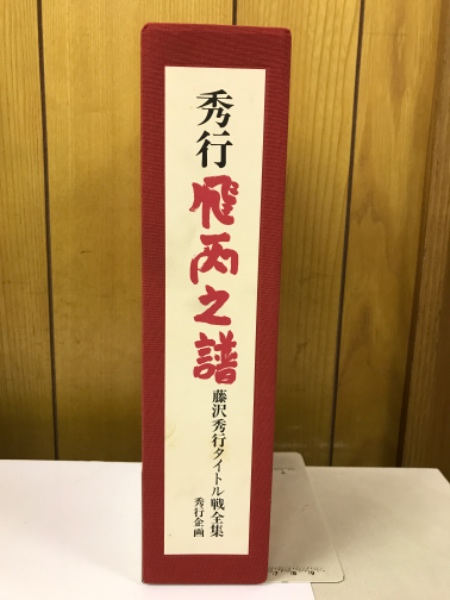 秀行
飛天之譜
藤沢秀行タイトル戦全集
秀行企画